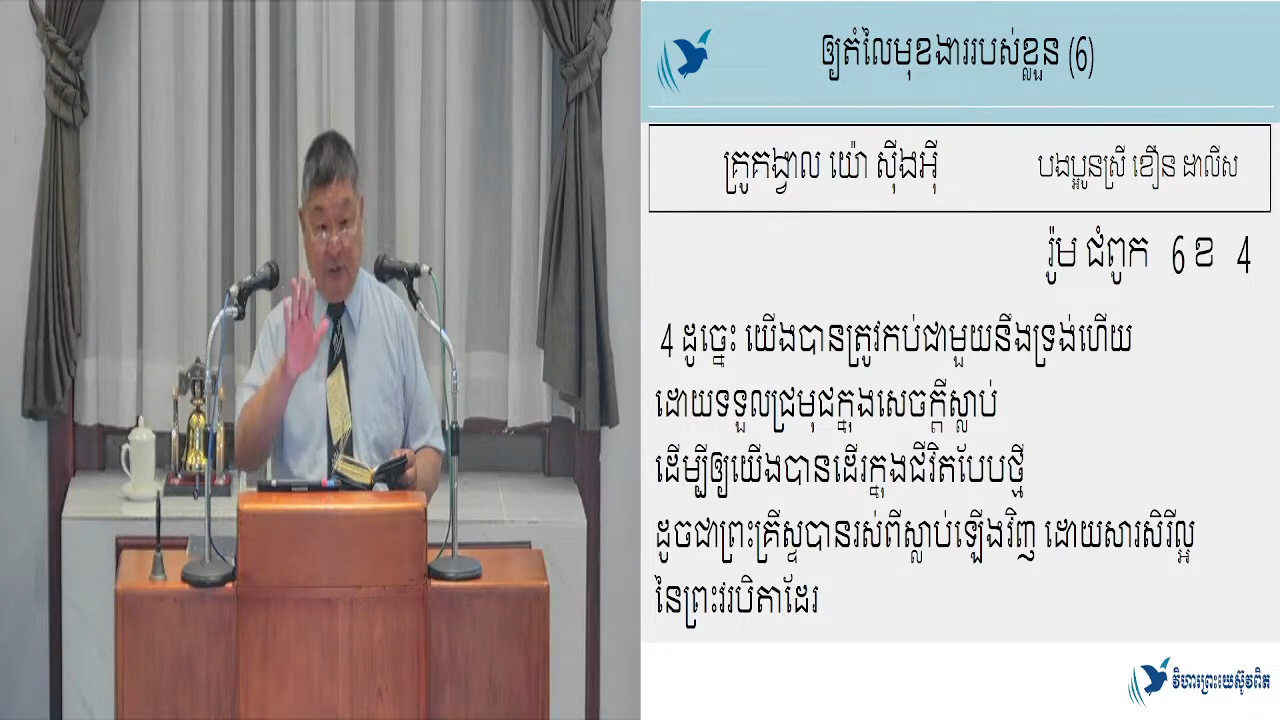 ឲ្យតំលៃមុខងាររបស់ខ្លួន (6)
គ្រូគង្វាល យ៉ោ ស៊ីងអ៊ី
បងប្អូនស្រី ខឿន ដាលីស
រ៉ូម ជំពូក 6 ខ 4
4 ដូច្នេះ យើងបានត្រូវកប់ជាមួយនឹងទ្រង់ហើយ
ដោយទទួលជ្រមុជក្នុងសេចក្ដីស្លាប់
ដើម្បីឲ្យយើងបានដើរក្នុងជីវិតបែបថ្មី
ដូចជាព្រះគ្រីស្ទបានរស់ពីស្លាប់ឡើងវិញ ដោយសារសិរីល្អ
នៃព្រះវរបិតាដែរ
វិហារព្រះយេស៊ូវពិត